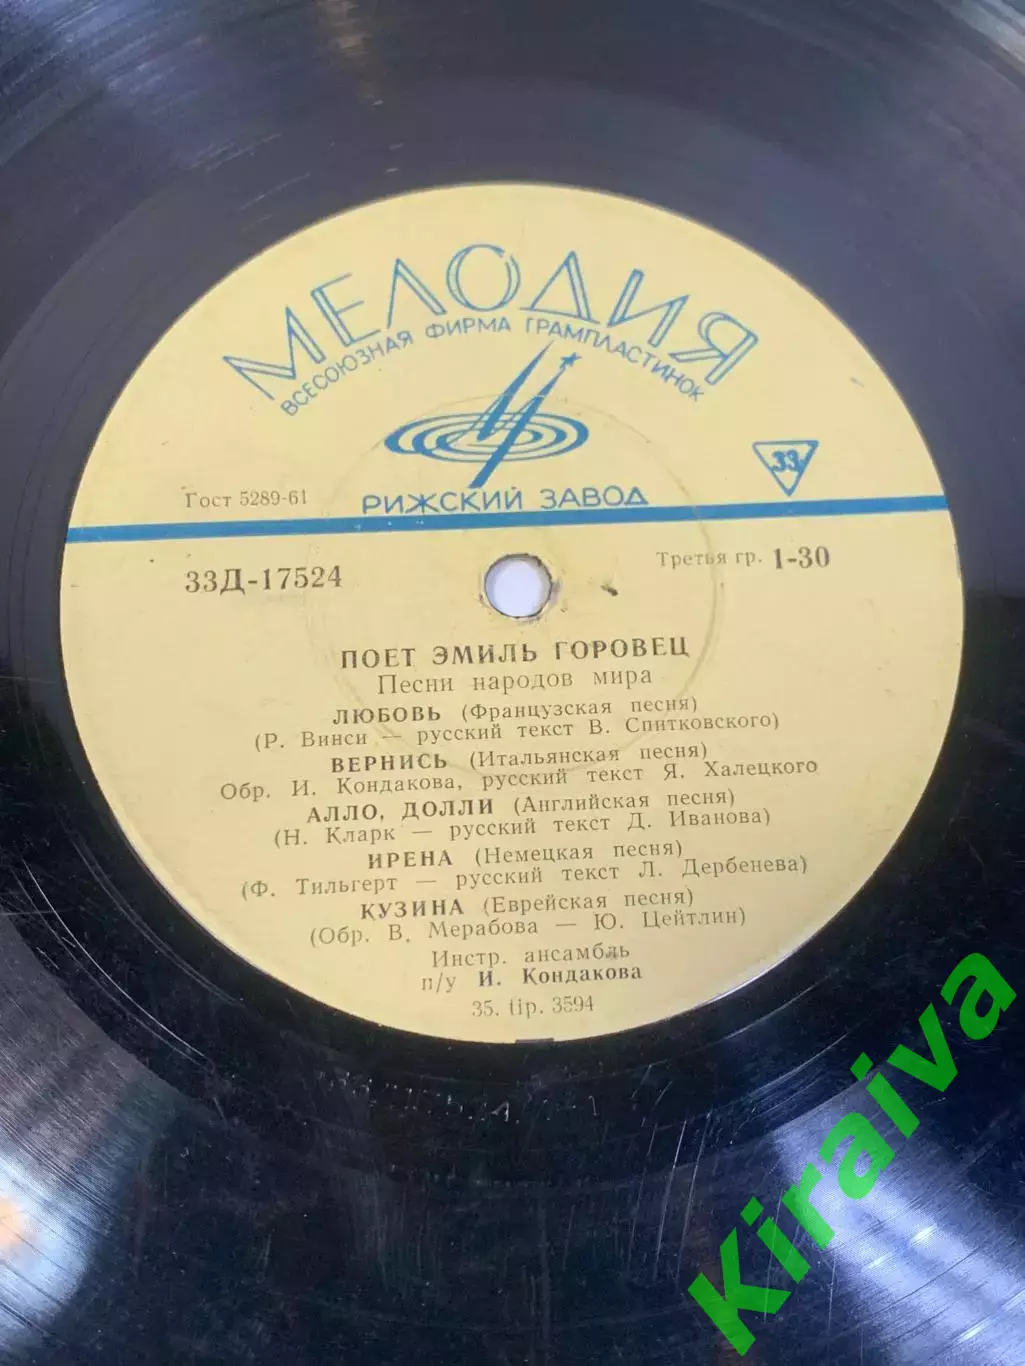 МЕЛОДИЯ
ВСЕСОЮЗНАЯ ФИРМА ГРАМПЛАСТИНОК
33
Гост 5289-61
РИЖСКИЙ ЗАВОД
33Д-17524
Третья гр. 1-30
ПОЕТ ЭМИЛЬ ГОРОВЕЦ
Песни народов мира
ЛЮБОВЬ (Французская песня)
(Р. Винси — русский текст В. Спитковского)
ВЕРНИСЬ (Итальянская песня)
Обр. И. Кондакова, русский текст Я. Халецкого
АЛЛО, ДОЛЛИ (Английская песня)
(Н. Кларк — русский текст Д. Иванова)
ИРЕНА (Немецкая песня)
(Ф. Тильгерт — русский текст Л. Дербенева)
КУЗИНА (Еврейская песня)
(Обр. В. Мерабова — Ю. Цейтлин)
Инстр. ансамбль
п/у И. Кондакова
35. tip. 3594
Kiraiva